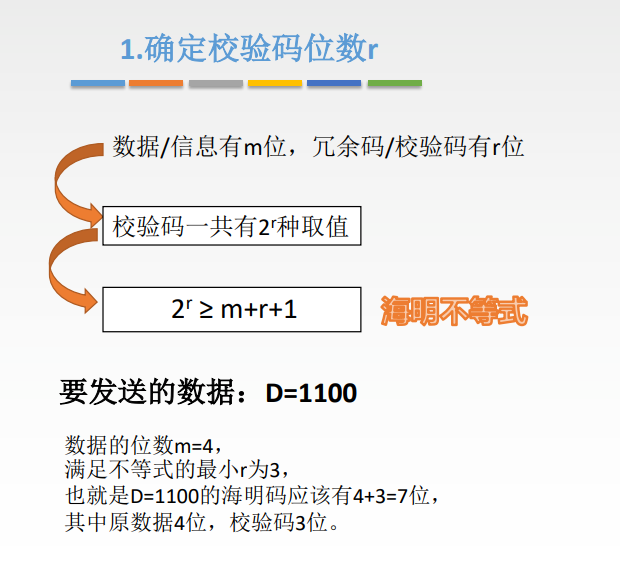 1.确定校验码位数r
数据/信息有m位，冗余码/校验码有r位
校验码一共有2ʳ种取值
2ʳ ≥ m+r+1
海明不等式
要发送的数据：D=1100
数据的位数m=4，
满足不等式的最小r为3，
也就是D=1100的海明码应该有4+3=7位，
其中原数据4位，校验码3位。